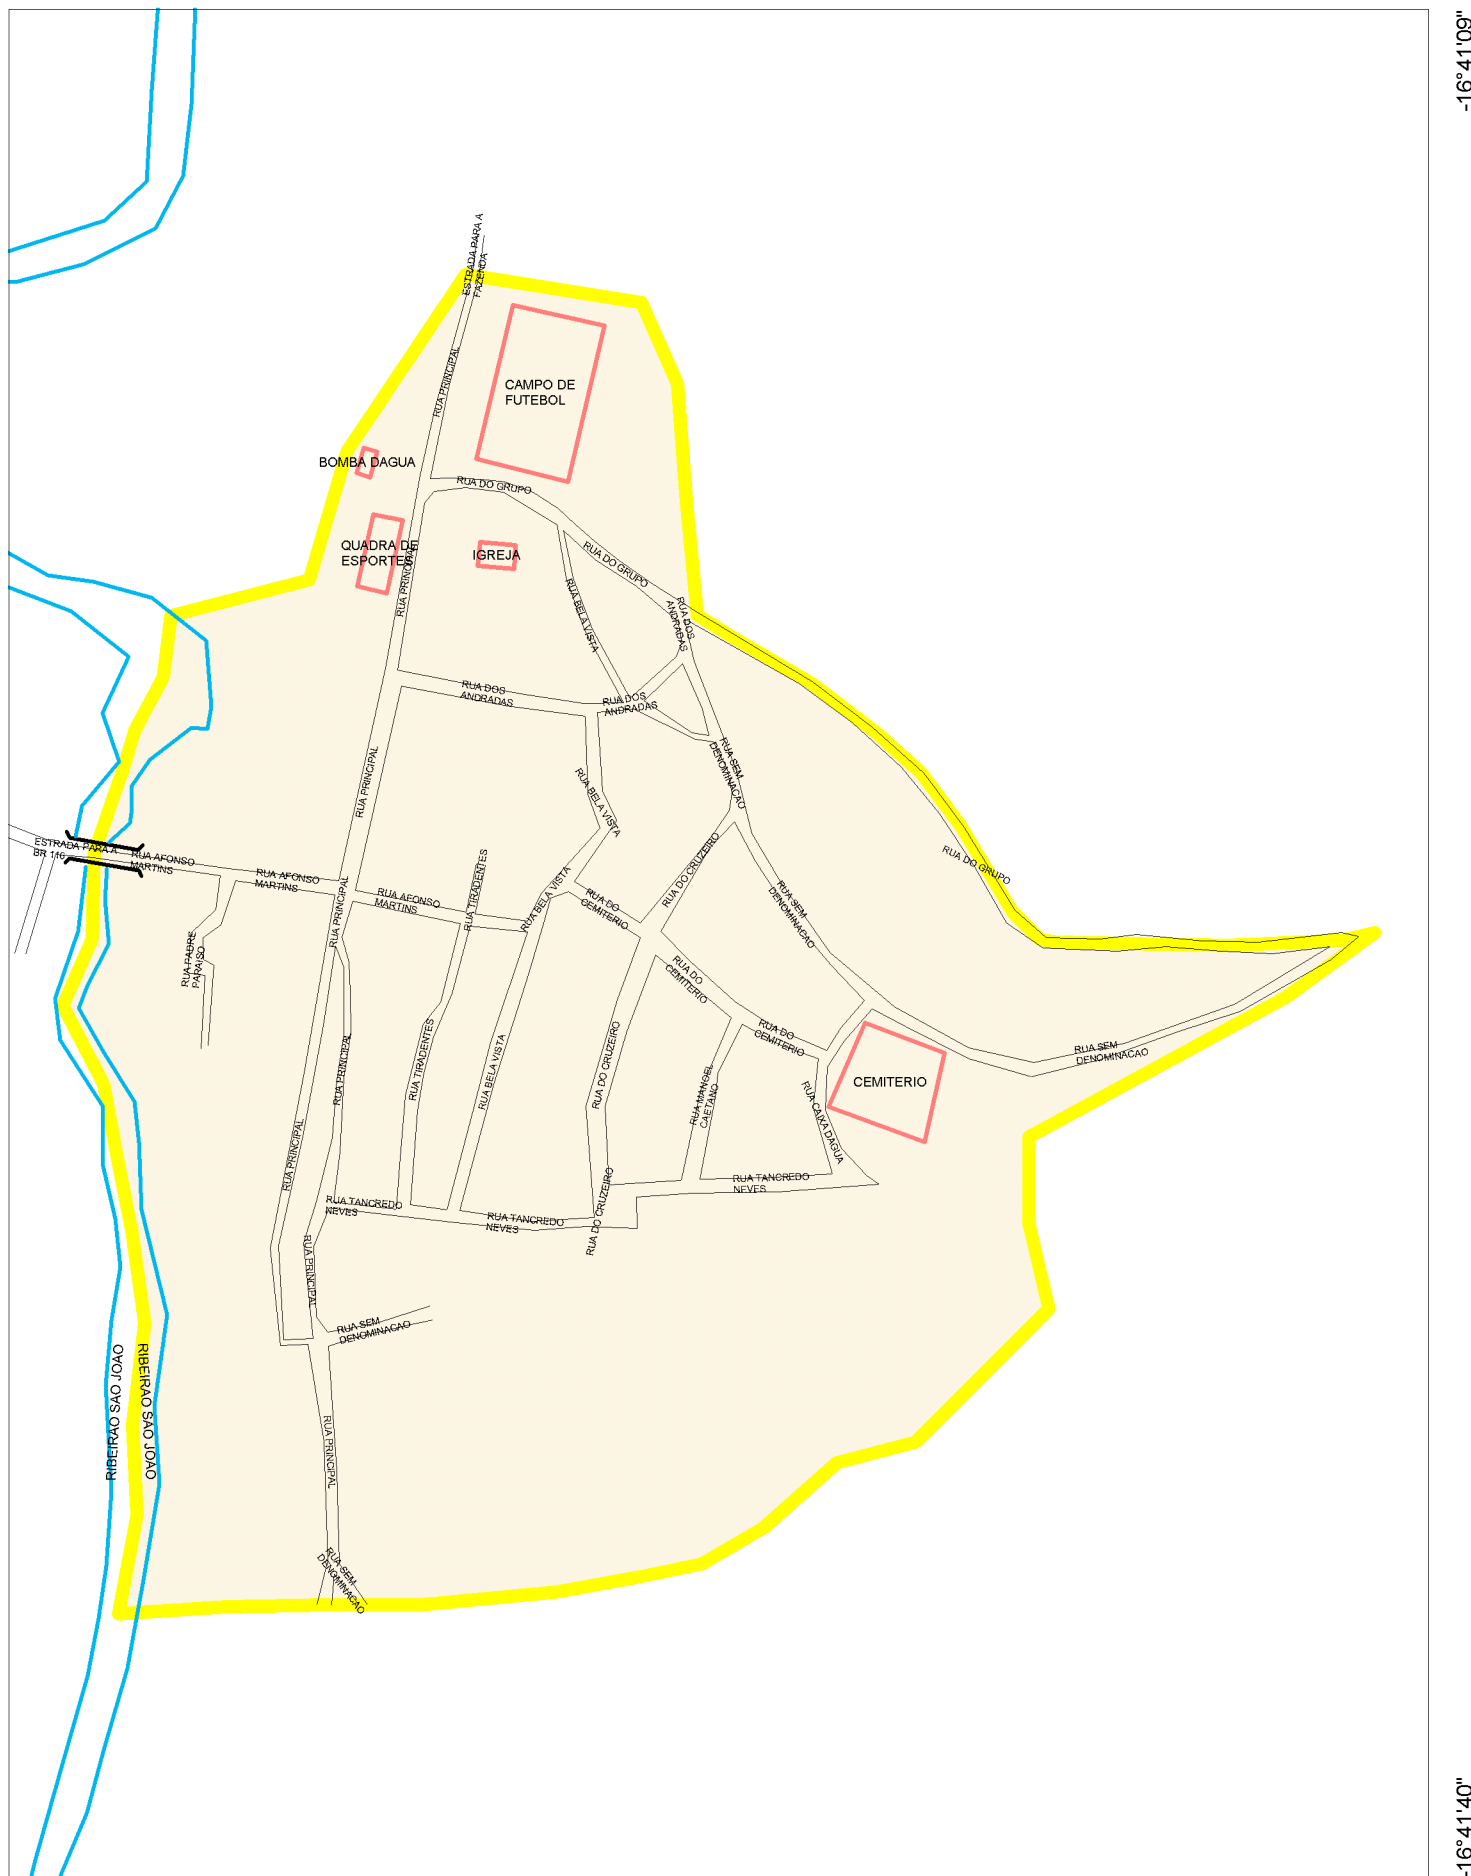 -16°41'09"
ESTRADA PARA A
FAZENDA
RUA PRINCIPAL
CAMPO DE
FUTEBOL
BOMBA DAGUA
RUA DO GRUPO
QUADRA DE
ESPORTES
IGREJA
RUA PRINCIPAL
RUA DO GRUPO
RUA BELA VISTA
RUA DOS
ANDRADAS
RUA DOS
ANDRADAS
RUA DOS
ANDRADAS
RUA PRINCIPAL
RUA SEM
DENOMINACAO
RUA BELA VISTA
ESTRADA PARA A
BR 116
RUA AFONSO
MARTINS
RUA AFONSO
MARTINS
RUA AFONSO
MARTINS
RUA TIRADENTES
RUA BELA VISTA
RUA DO CRUZEIRO
RUA DO GRUPO
RUA DO
CEMITERIO
RUA SEM
DENOMINACAO
RUA PRINCIPAL
RUA PADRE
PARAISO
RUA DO
CEMITERIO
RUA DO
CEMITERIO
RUA SEM
DENOMINACAO
RUA PRINCIPAL
RUA TIRADENTES
RUA BELA VISTA
RUA DO CRUZEIRO
RUA MANOEL
CAETANO
RUA CAIXA DAGUA
CEMITERIO
RUA PRINCIPAL
RUA TANCREDO
NEVES
RUA TANCREDO
NEVES
RUA TANCREDO
NEVES
RUA DO CRUZEIRO
RUA PRINCIPAL
RUA SEM
DENOMINACAO
RIBEIRAO SAO JOAO
RIBEIRAO SAO JOAO
RUA PRINCIPAL
RUA SEM
DENOMINACAO
-16°41'40"